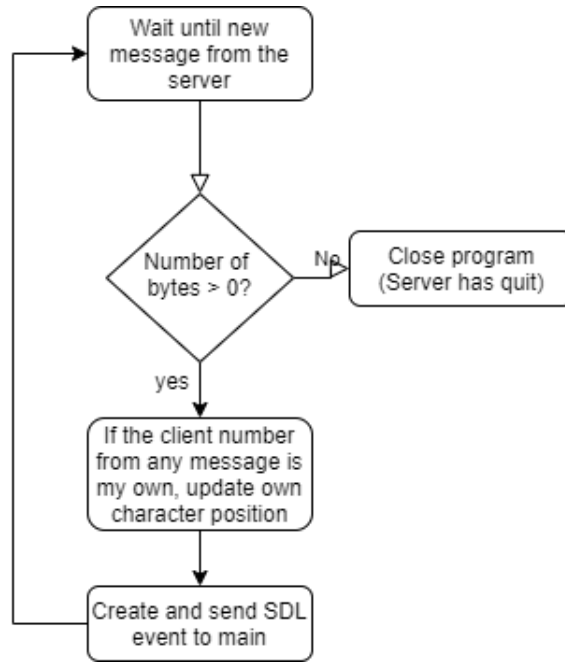 Wait until new
message from the
server
Number of
bytes > 0?
No
Close program
(Server has quit)
yes
If the client number
from any message is
my own, update own
character position
Create and send SDL
event to main